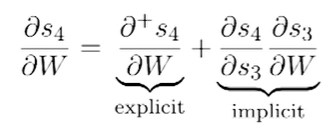 ∂s₄/∂W = ∂⁺s₄/∂W + ∂s₄/∂s₃ ∂s₃/∂W
explicit implicit